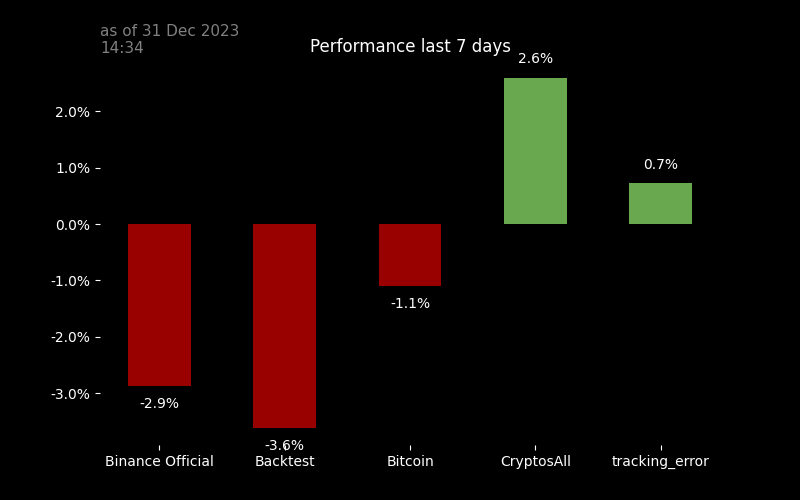 as of 31 Dec 2023
14:34
Performance last 7 days
2.6%
2.0%
1.0%
0.7%
0.0%
-1.0%
-1.1%
-2.0%
-3.0%
-2.9%
-3.6%
Binance Official
Backtest
Bitcoin
CryptosAll
tracking_error